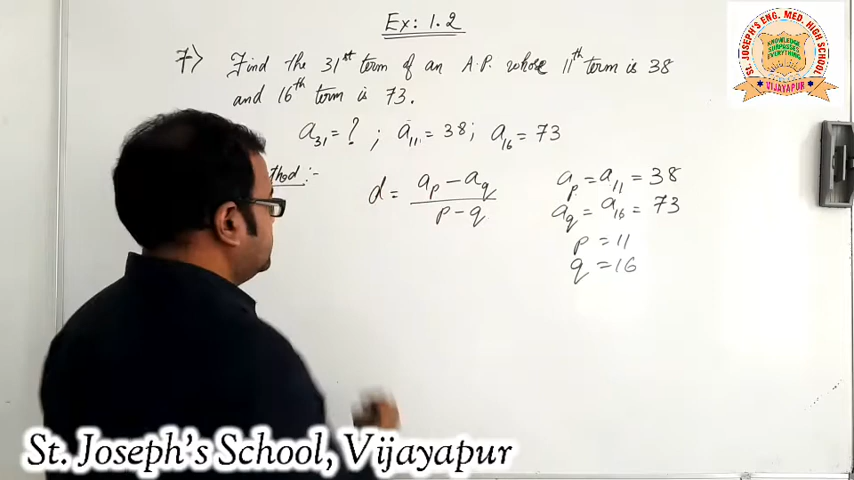 Ex: 1.2
7> Find the 31st term of an A.P. whose 11th term is 38
and 16th term is 73.
a31 = ? ; a11 = 38; a16 = 73
thod :-
d = ap - aq / p - q
ap = a11 = 38
aq = a16 = 73
p = 11
q = 16
ST. JOSEPH'S ENG. MED. HIGH SCHOOL
KNOWLEDGE SURPASSES EVERYTHING
VIJAYAPUR
St. Joseph's School, Vijayapur